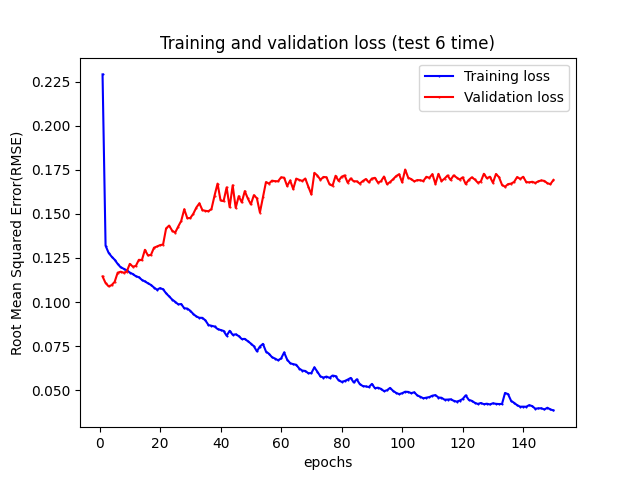 Training and validation loss (test 6 time)
Training loss
Validation loss
Root Mean Squared Error(RMSE)
0.225
0.200
0.175
0.150
0.125
0.100
0.075
0.050
0 20 40 60 80 100 120 140
epochs